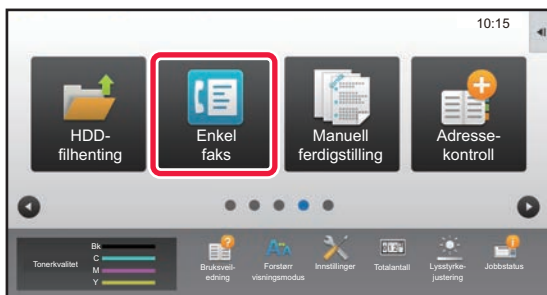 10:15
HDD-
filhenting
Enkel
faks
Manuell
ferdigstilling
Adresse-
kontroll
Tonerkvalitet
Bk
C
M
Y
Bruksveil-
edning
Forstørr
visningsmodus
Innstillinger
Totalantall
Lysstyrke-
justering
Jobbstatus